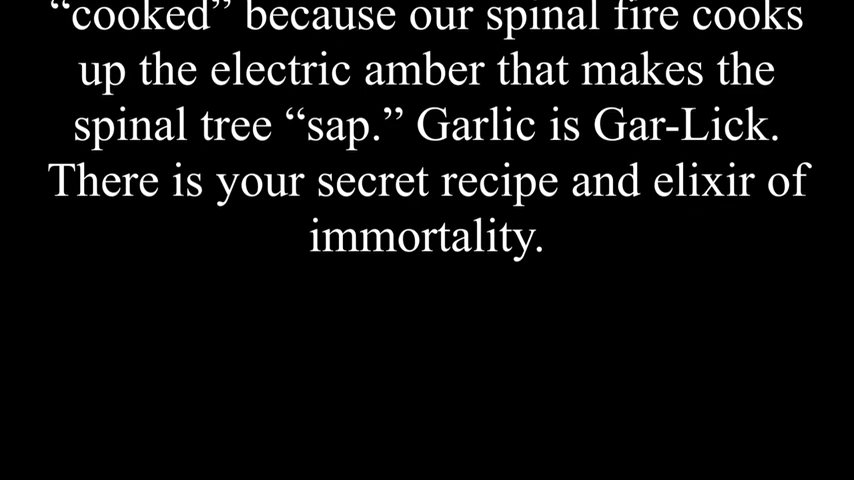 “cooked” because our spinal fire cooks
up the electric amber that makes the
spinal tree “sap.” Garlic is Gar-Lick.
There is your secret recipe and elixir of
immortality.